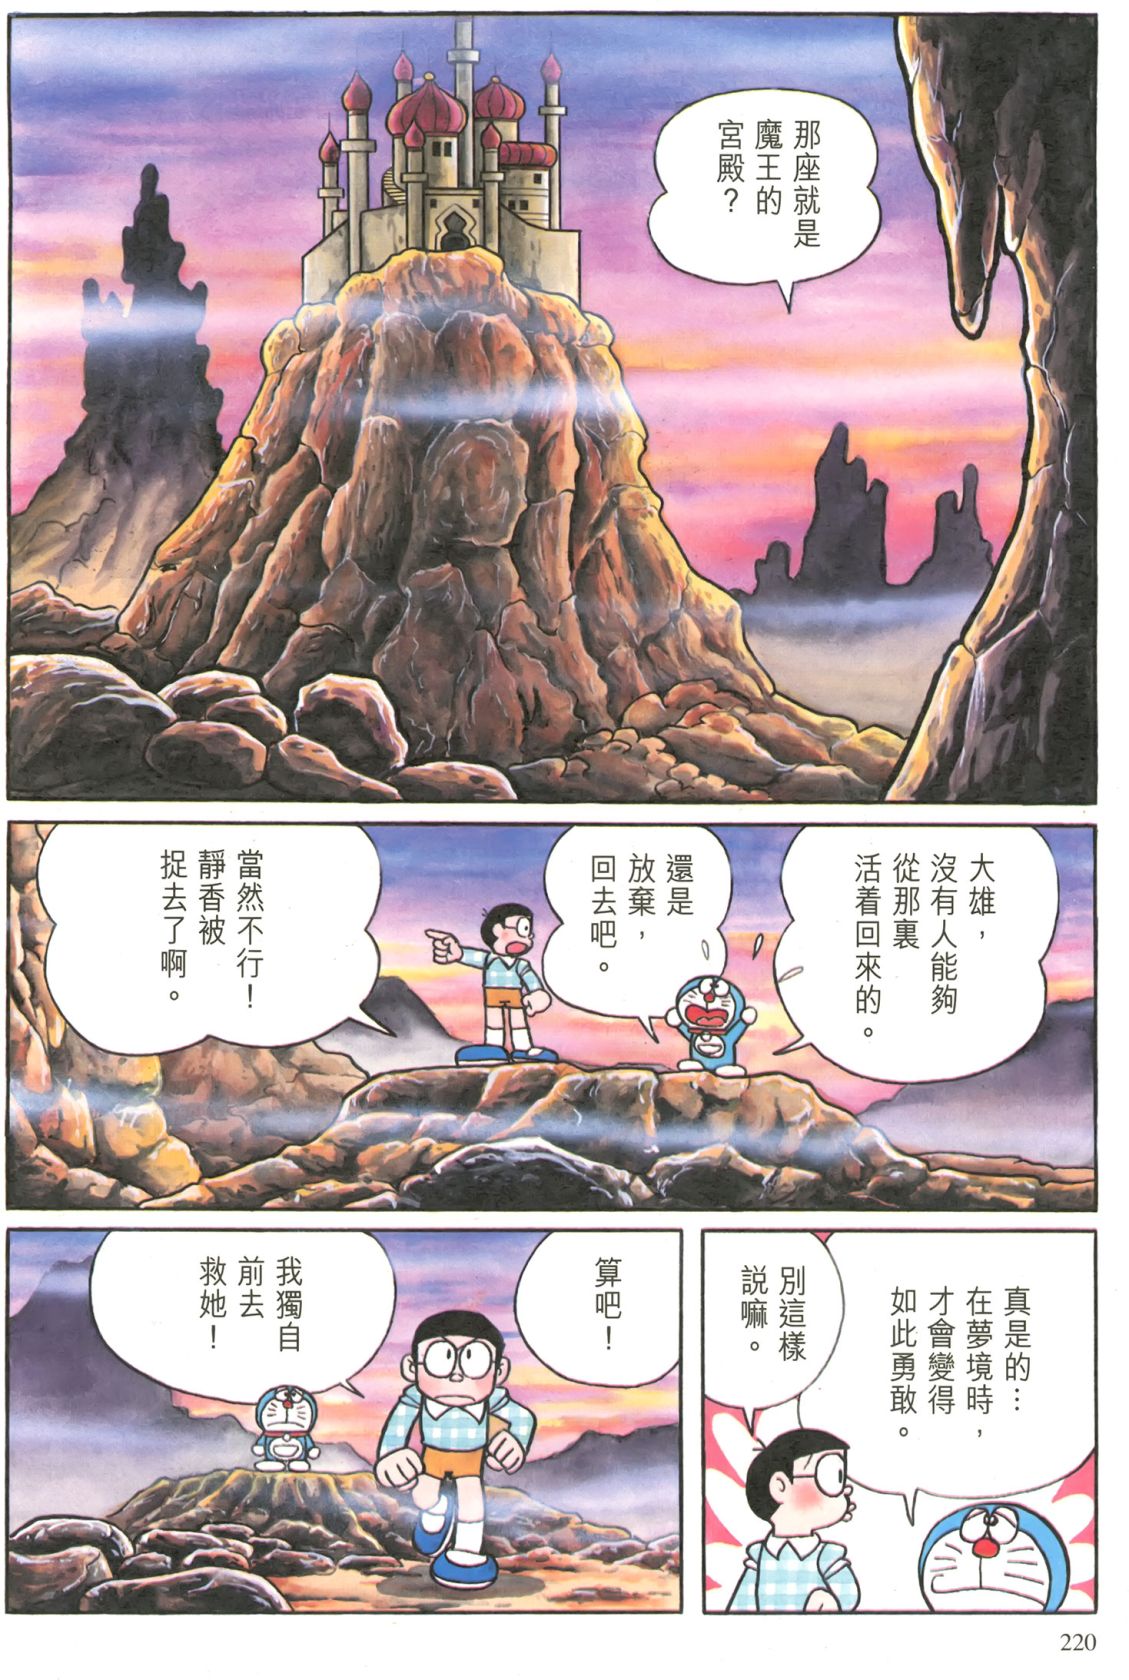 那座就是
魔王的
宮殿？
大雄，
沒有人能夠
從那裏
活着回來的。
還是
放棄，
回去吧。
當然不行！
靜香被
捉去了啊。
真是的…
在夢境時，
才會變得
如此勇敢。
別這樣
説嘛。
算吧！
我獨自
前去
救她！
220